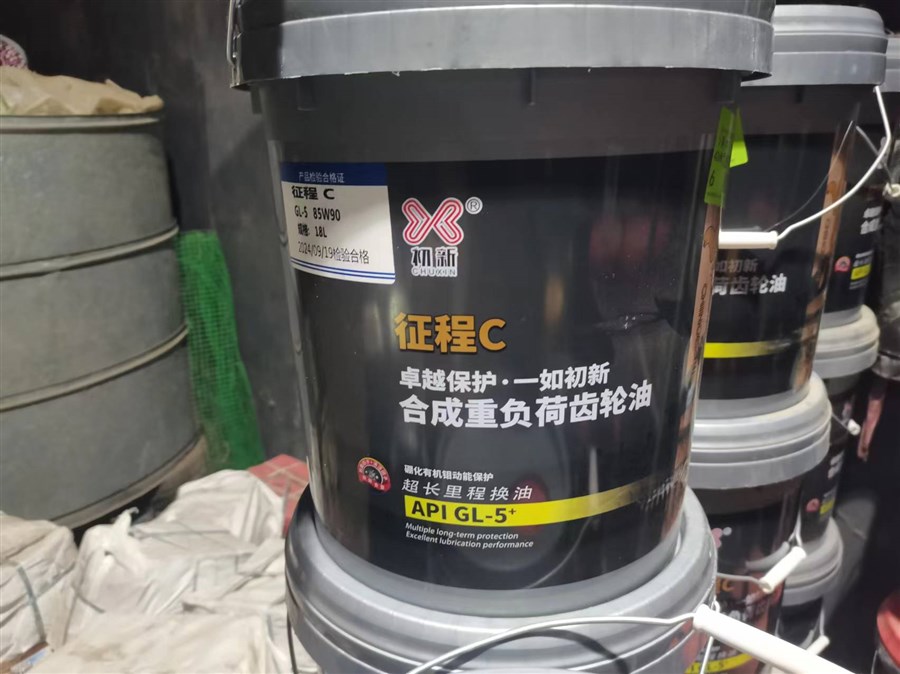 产品检验合格证
征程 C
GL-5 85W90
规格: 18L
2024/09/19检验合格
®
初新
CHUXIN
征程C
卓越保护·一如初新
合成重负荷齿轮油
硼化有机钼动能保护
超长里程换油
API GL-5+
Multiple long-term protection
Excellent lubrication performance
如初新
荷齿轮油